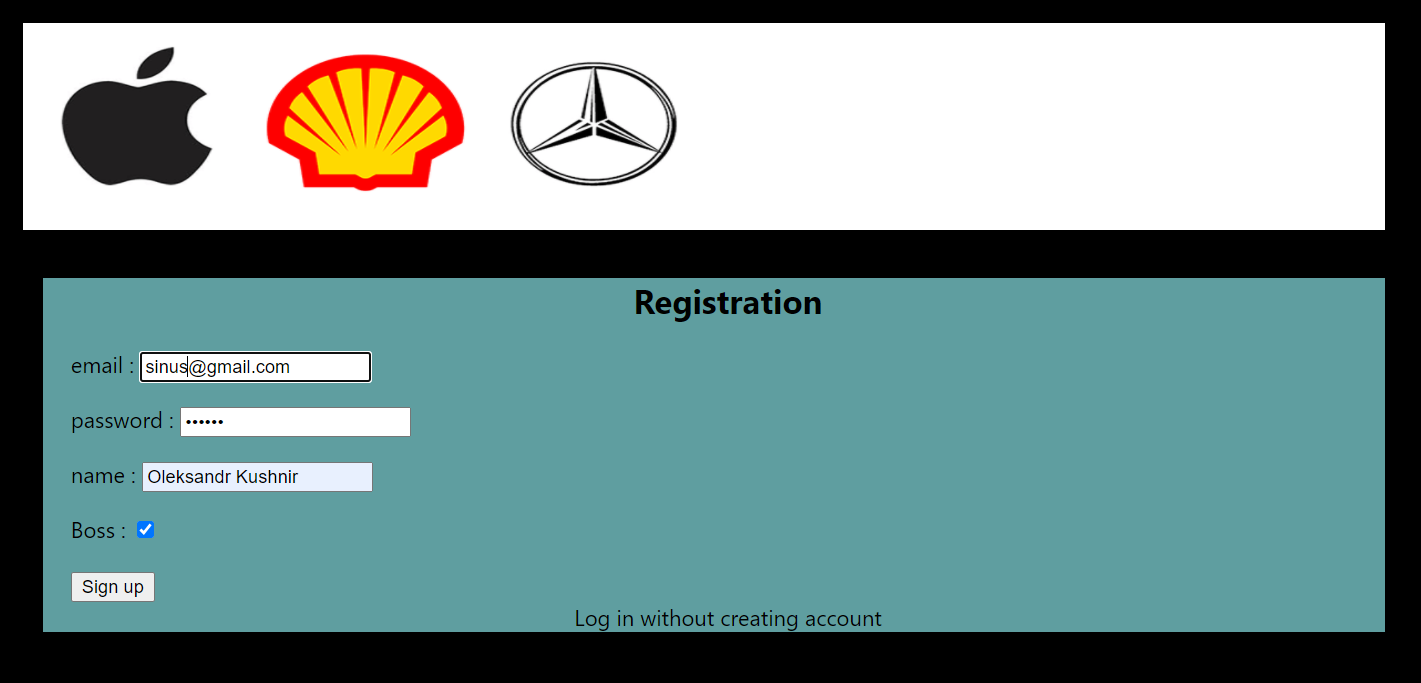 Registration
email : sinus@gmail.com
password : ••••••
name : Oleksandr Kushnir
Boss :
Sign up
Log in without creating account